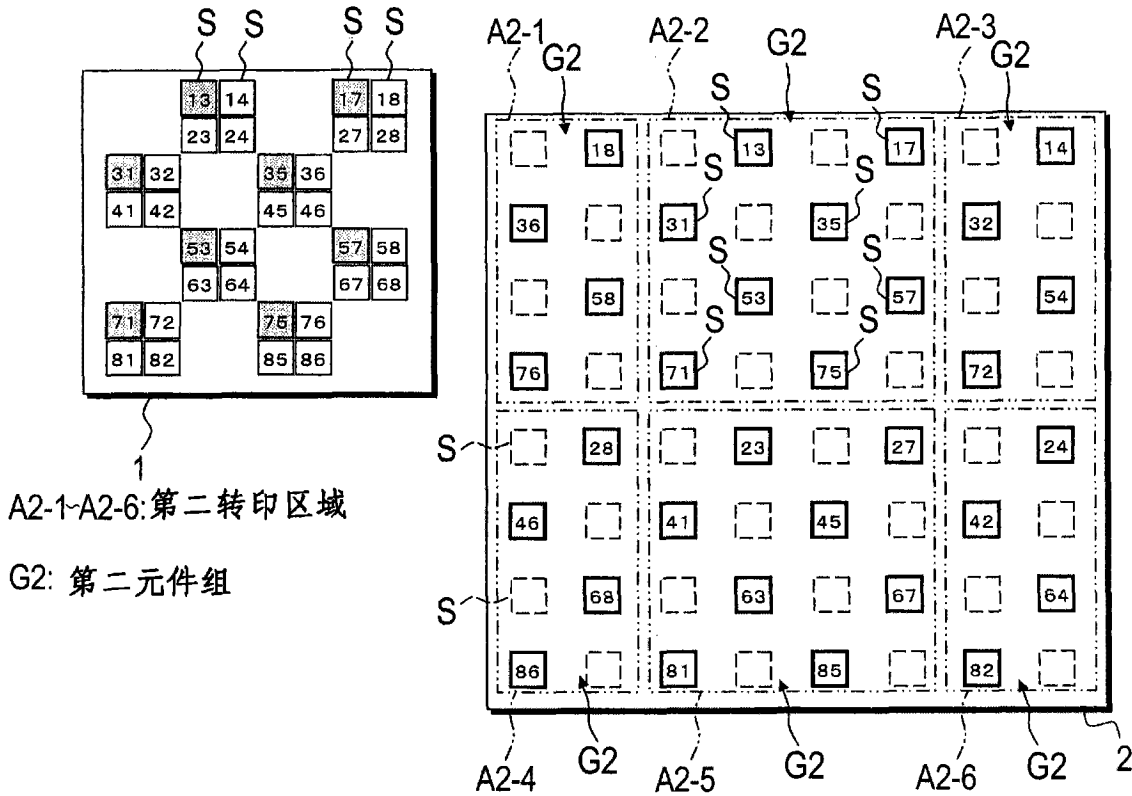 S S S S
13 14 17 18
23 24 27 28
31 32 35 36
41 42 45 46
53 54 57 58
63 64 67 68
71 72 75 76
81 82 85 86
1
A2-1~A2-6:第二转印区域
G2: 第二元件组
A2-1 G2 A2-2 G2 A2-3 G2
S S
18 13 17 14
S S
36 31 35 32
S S
58 53 57 54
S S
76 71 75 72
S 28 23 27 24
46 41 45 42
S 68 63 67 64
86 81 85 82
A2-4 G2 A2-5 G2 A2-6 G2 2